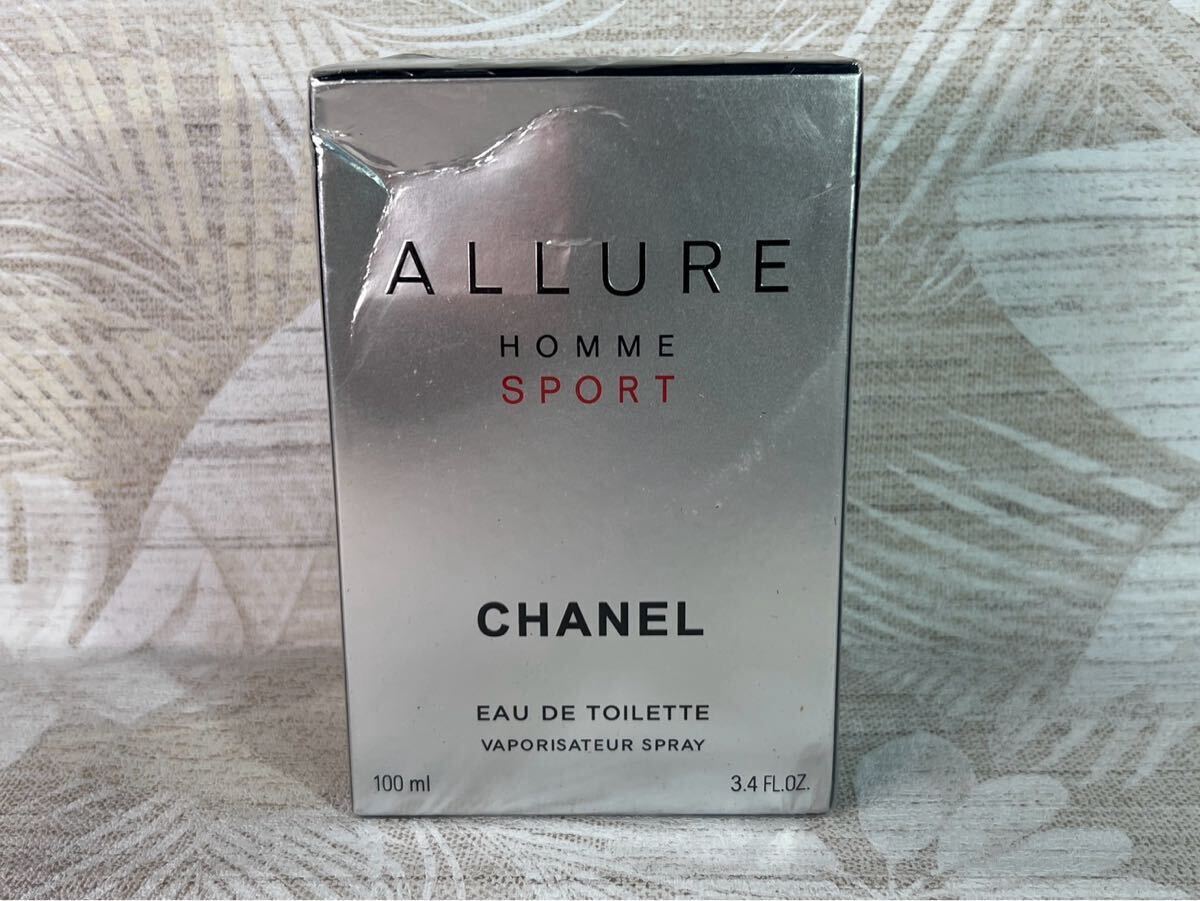 ALLURE
HOMME
SPORT
CHANEL
EAU DE TOILETTE
VAPORISATEUR SPRAY
100 ml 3.4 FL.OZ.